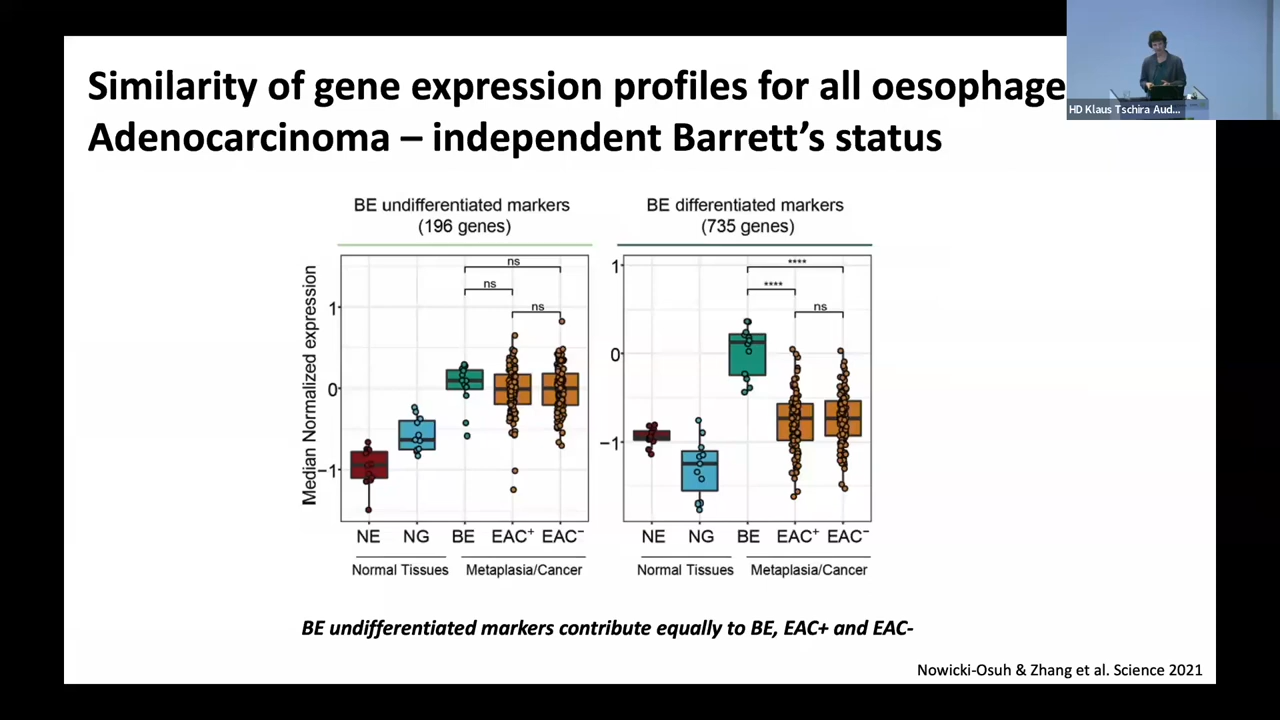 Similarity of gene expression profiles for all oesophage
Adenocarcinoma – independent Barrett’s status
HD Klaus Tschira Aud...
BE undifferentiated markers
(196 genes)
BE differentiated markers
(735 genes)
Median Normalized expression
1
0
−1
ns
ns
ns
1
0
−1
****
****
ns
NE NG BE EAC⁺ EAC⁻
NE NG BE EAC⁺ EAC⁻
Normal Tissues Metaplasia/Cancer
Normal Tissues Metaplasia/Cancer
BE undifferentiated markers contribute equally to BE, EAC+ and EAC-
Nowicki-Osuh & Zhang et al. Science 2021